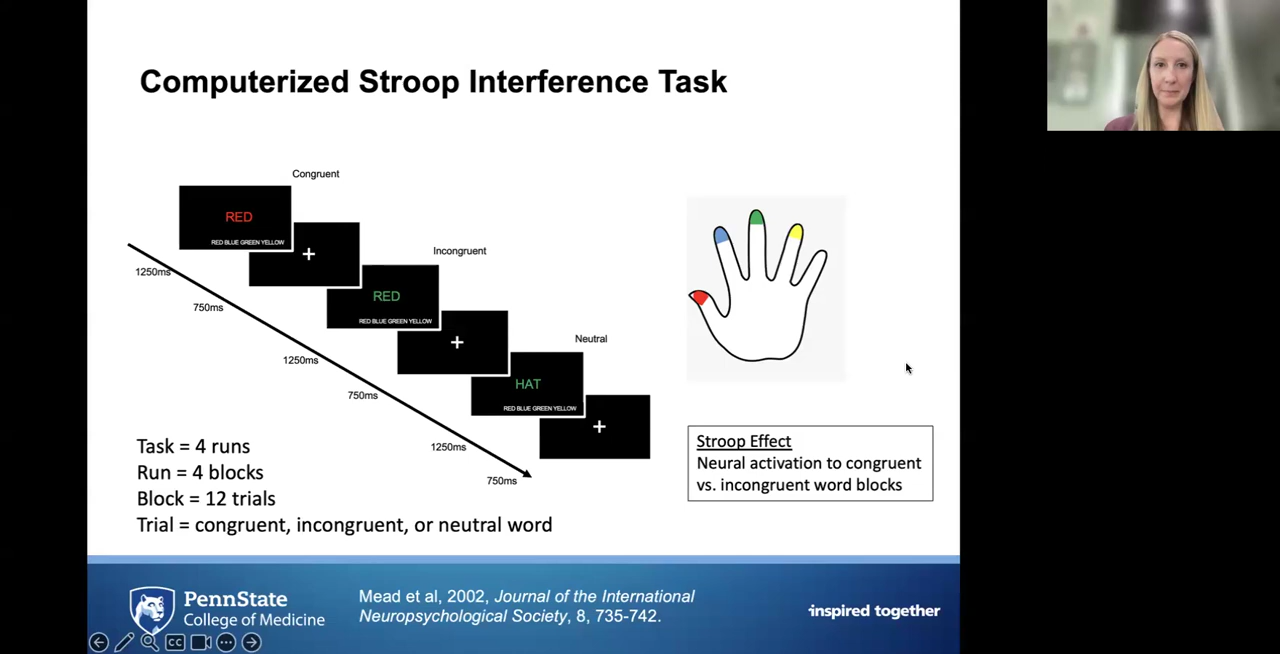 Computerized Stroop Interference Task
Congruent
RED
RED BLUE GREEN YELLOW
1250ms
750ms
Incongruent
RED
RED BLUE GREEN YELLOW
1250ms
750ms
Neutral
HAT
RED BLUE GREEN YELLOW
1250ms
750ms
Task = 4 runs
Run = 4 blocks
Block = 12 trials
Trial = congruent, incongruent, or neutral word
Stroop Effect
Neural activation to congruent
vs. incongruent word blocks
PennState
College of Medicine
Mead et al, 2002, Journal of the International
Neuropsychological Society, 8, 735-742.
inspired together
CC